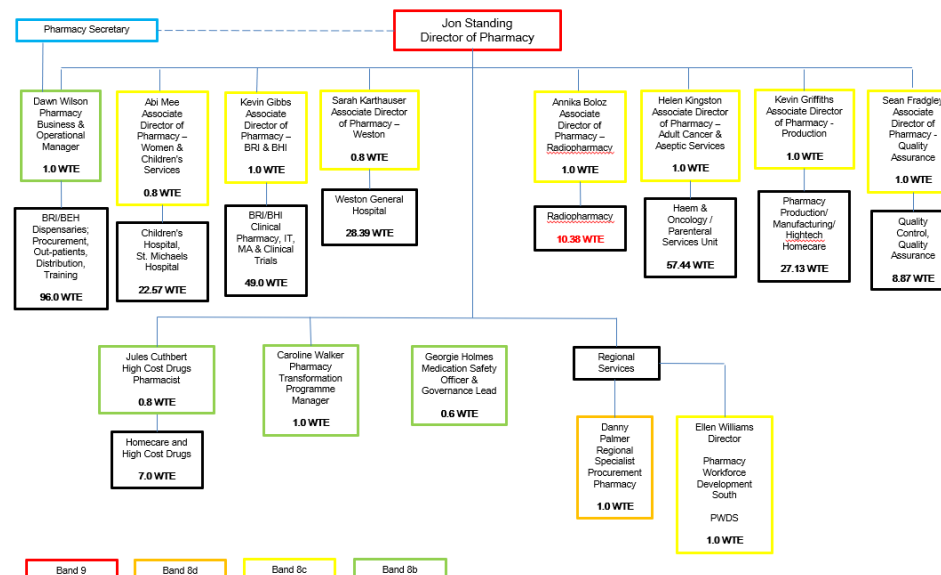 Pharmacy Secretary
Jon Standing
Director of Pharmacy
Dawn Wilson
Pharmacy
Business &
Operational
Manager
1.0 WTE
Abi Mee
Associate
Director of
Pharmacy –
Women &
Children's
Services
0.8 WTE
Kevin Gibbs
Associate
Director of
Pharmacy –
BRI & BHI
1.0 WTE
Sarah Karthauser
Associate Director
of Pharmacy –
Weston
0.8 WTE
Annika Boloz
Associate
Director of
Pharmacy –
Radiopharmacy
1.0 WTE
Helen Kingston
Associate Director
of Pharmacy –
Adult Cancer &
Aseptic Services
1.0 WTE
Kevin Griffiths
Associate Director
of Pharmacy -
Production
1.0 WTE
Sean Fradgley
Associate
Director of
Pharmacy -
Quality
Assurance
1.0 WTE
BRI/BEH
Dispensaries;
Procurement,
Out-patients,
Distribution,
Training
96.0 WTE
Children's
Hospital,
St. Michaels
Hospital
22.57 WTE
BRI/BHI
Clinical
Pharmacy, IT,
MA & Clinical
Trials
49.0 WTE
Weston General
Hospital
28.39 WTE
Radiopharmacy
10.38 WTE
Haem &
Oncology /
Parenteral
Services Unit
57.44 WTE
Pharmacy
Production/
Manufacturing/
Hightech
Homecare
27.13 WTE
Quality
Control,
Quality
Assurance
8.87 WTE
Jules Cuthbert
High Cost Drugs
Pharmacist
0.8 WTE
Caroline Walker
Pharmacy
Transformation
Programme
Manager
1.0 WTE
Georgie Holmes
Medication Safety
Officer &
Governance Lead
0.6 WTE
Regional
Services
Homecare and
High Cost Drugs
7.0 WTE
Danny
Palmer
Regional
Specialist
Procurement
Pharmacy
1.0 WTE
Ellen Williams
Director
Pharmacy
Workforce
Development
South
PWDS
1.0 WTE
Band 9
Band 8d
Band 8c
Band 8b